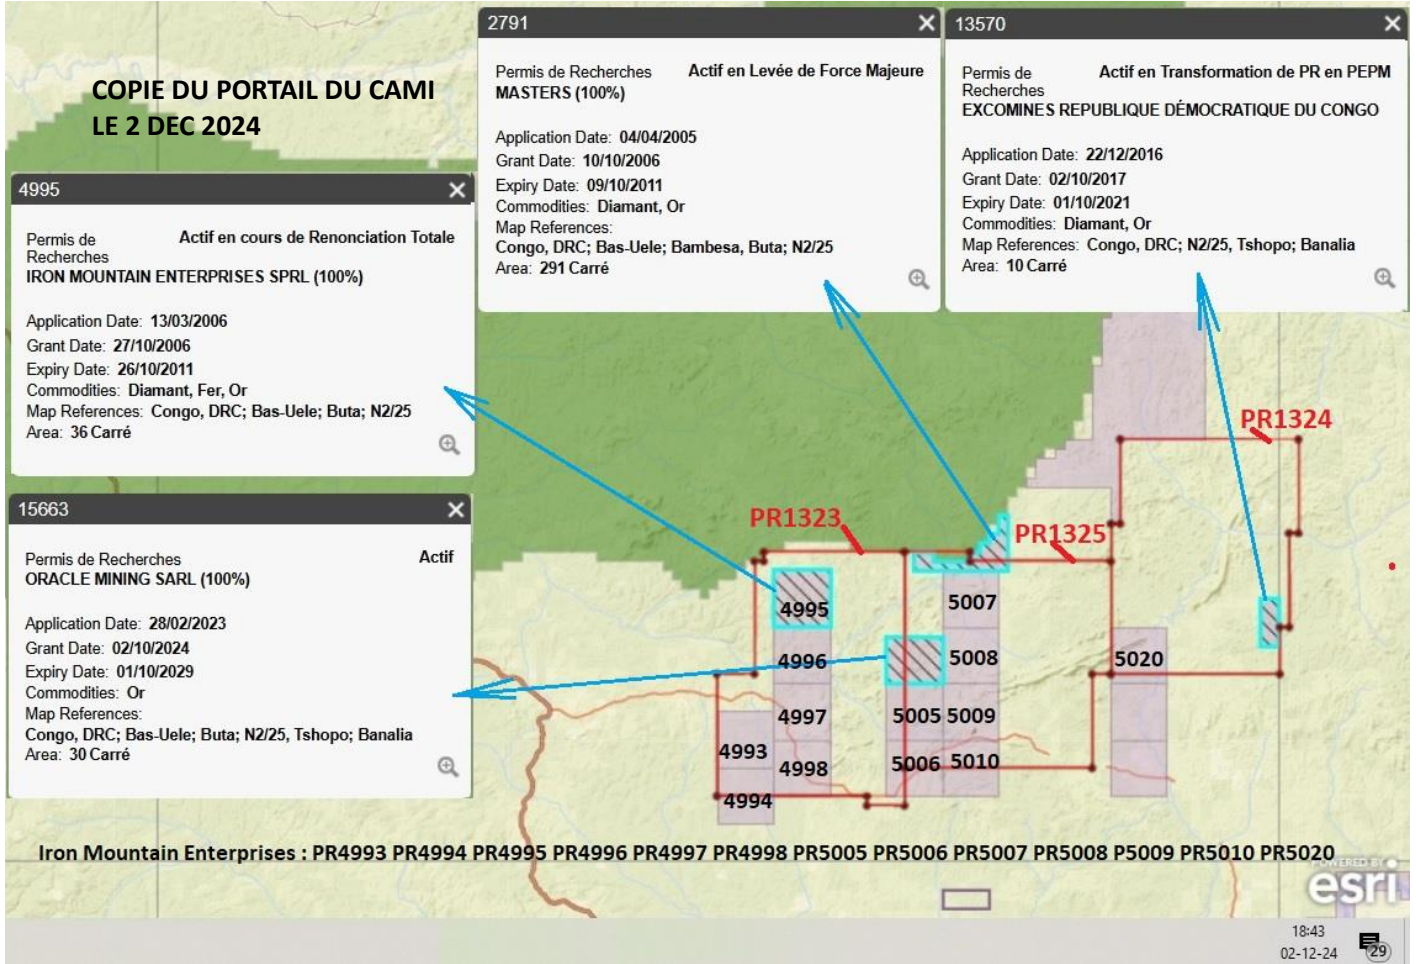 COPIE DU PORTAIL DU CAMI
LE 2 DEC 2024
2791
Permis de Recherches Actif en Levée de Force Majeure
MASTERS (100%)
Application Date: 04/04/2005
Grant Date: 10/10/2006
Expiry Date: 09/10/2011
Commodities: Diamant, Or
Map References:
Congo, DRC; Bas-Uele; Bambesa, Buta; N2/25
Area: 291 Carré
13570
Permis de Actif en Transformation de PR en PEPM
Recherches
EXCOMINES REPUBLIQUE DÉMOCRATIQUE DU CONGO
Application Date: 22/12/2016
Grant Date: 02/10/2017
Expiry Date: 01/10/2021
Commodities: Diamant, Or
Map References: Congo, DRC; N2/25, Tshopo; Banalia
Area: 10 Carré
4995
Permis de Actif en cours de Renonciation Totale
Recherches
IRON MOUNTAIN ENTERPRISES SPRL (100%)
Application Date: 13/03/2006
Grant Date: 27/10/2006
Expiry Date: 26/10/2011
Commodities: Diamant, Fer, Or
Map References: Congo, DRC; Bas-Uele; Buta; N2/25
Area: 36 Carré
15663
Permis de Recherches Actif
ORACLE MINING SARL (100%)
Application Date: 28/02/2023
Grant Date: 02/10/2024
Expiry Date: 01/10/2029
Commodities: Or
Map References:
Congo, DRC; Bas-Uele; Buta; N2/25, Tshopo; Banalia
Area: 30 Carré
PR1324
PR1323
PR1325
4995
5007
4996
5008
5020
4997
5005 5009
4993
4998
5006 5010
4994
Iron Mountain Enterprises : PR4993 PR4994 PR4995 PR4996 PR4997 PR4998 PR5005 PR5006 PR5007 PR5008 P5009 PR5010 PR5020
POWERED BY
esri
18:43
02-12-24
29